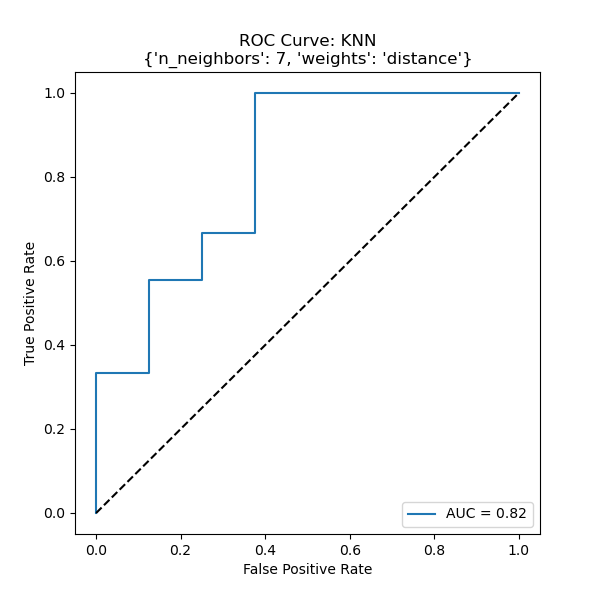 ROC Curve: KNN
{'n_neighbors': 7, 'weights': 'distance'}
True Positive Rate
1.0
0.8
0.6
0.4
0.2
0.0
AUC = 0.82
0.0 0.2 0.4 0.6 0.8 1.0
False Positive Rate